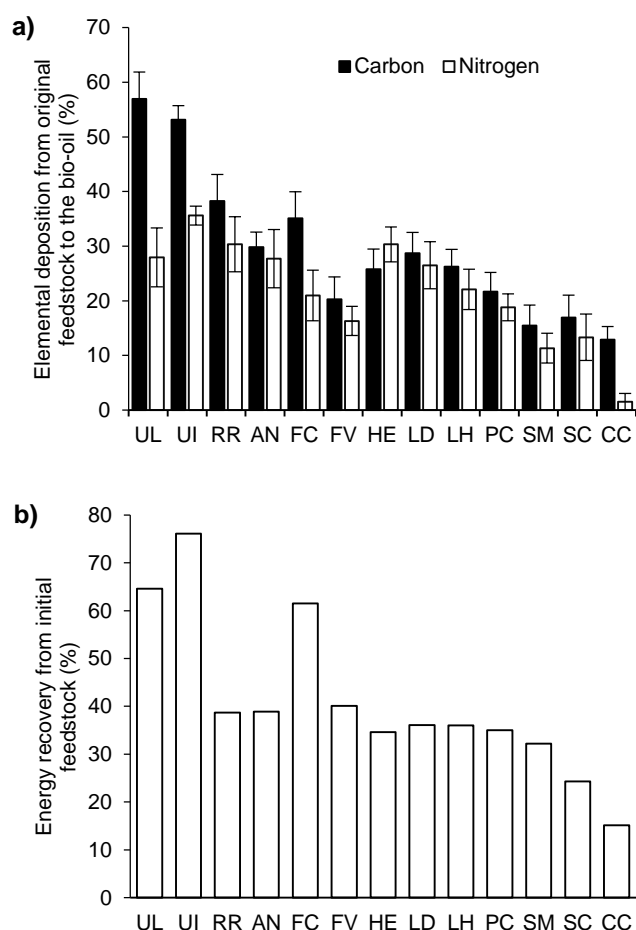 a)
Elemental deposition from original
feedstock to the bio-oil (%)
70
60
50
40
30
20
10
0
Carbon Nitrogen
UL UI RR AN FC FV HE LD LH PC SM SC CC
b)
Energy recovery from initial
feedstock (%)
80
70
60
50
40
30
20
10
0
UL UI RR AN FC FV HE LD LH PC SM SC CC